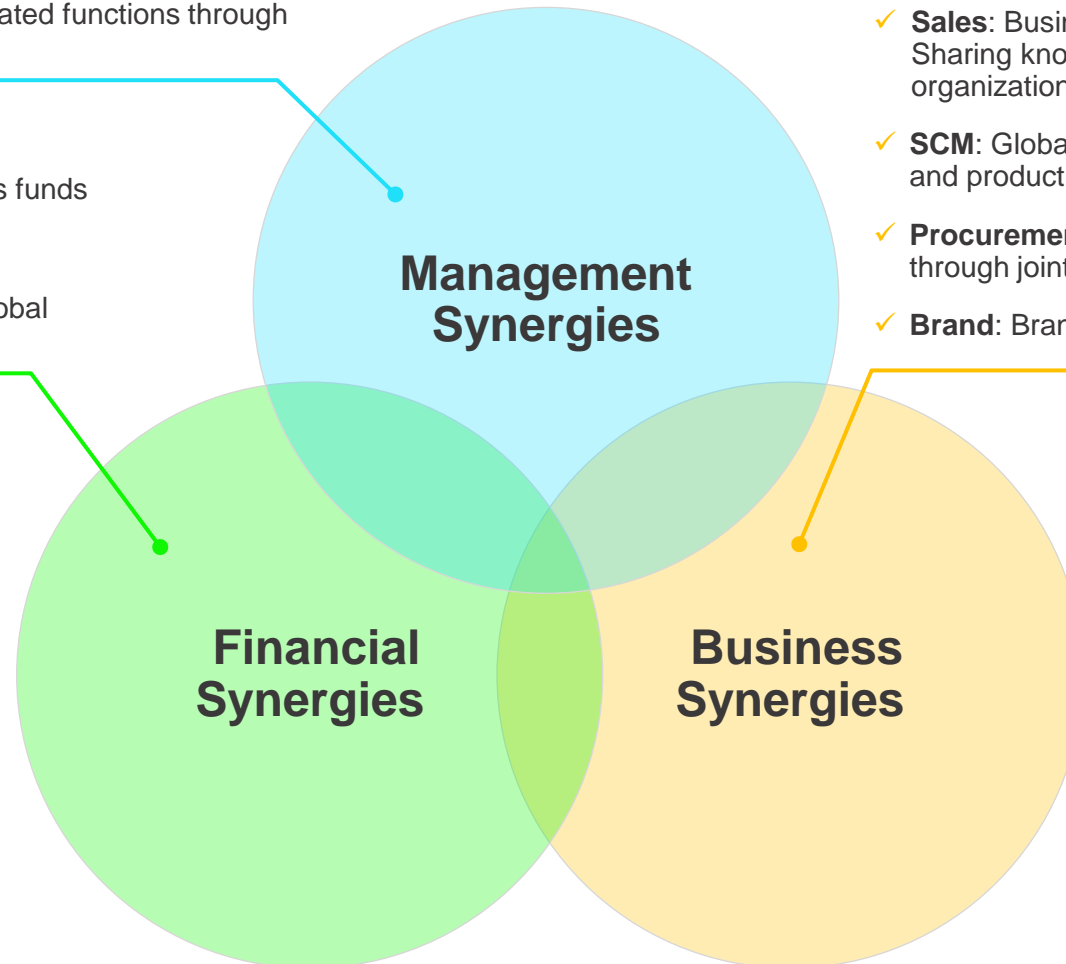 ated functions through
s funds
obal
Sales: Busin
Sharing kno
organization
SCM: Globa
and product
Procuremen
through joint
Brand: Bran
Management
Synergies
Financial
Synergies
Business
Synergies